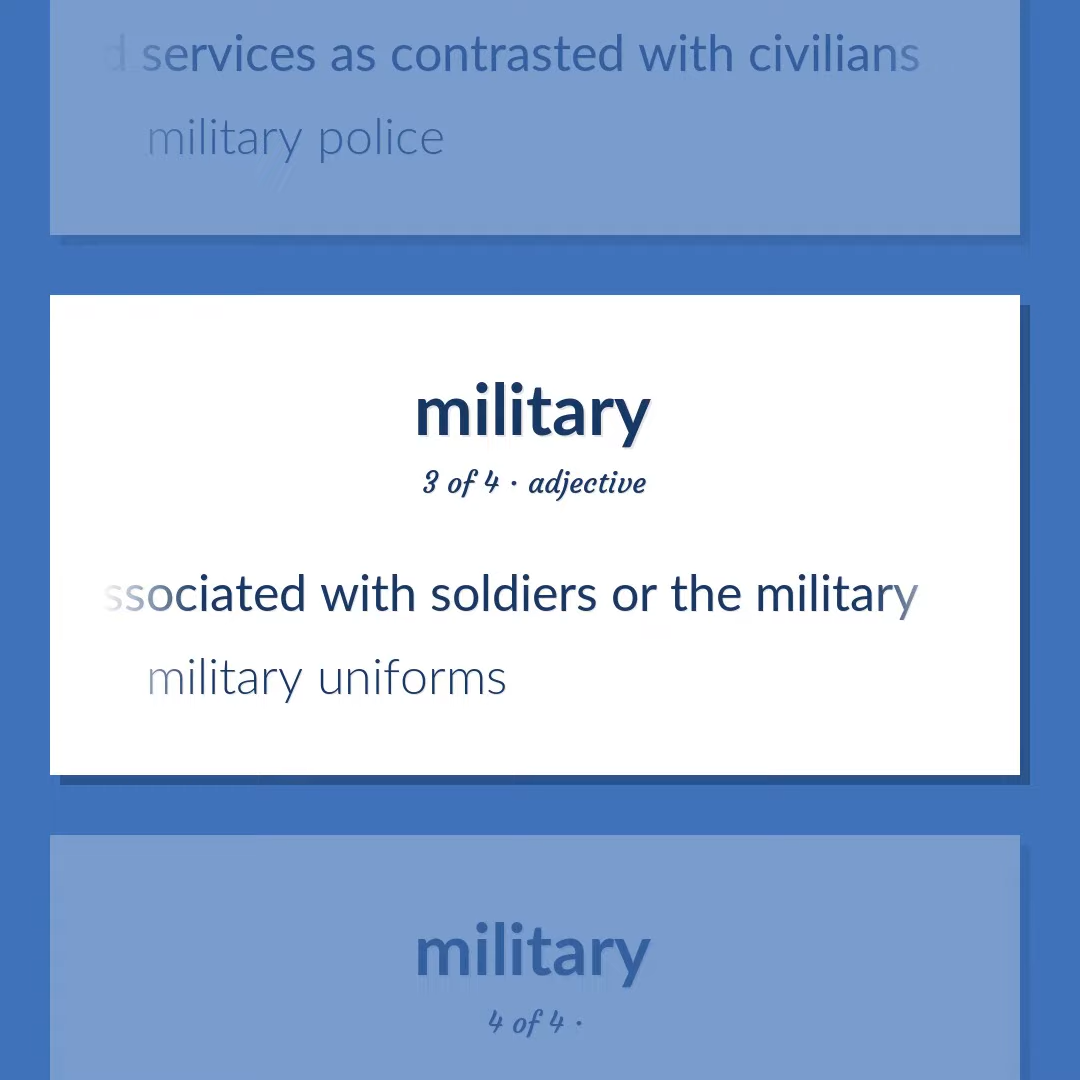 services as contrasted with civilians
military police
military
3 of 4 · adjective
ssociated with soldiers or the military
military uniforms
military
4 of 4 ·